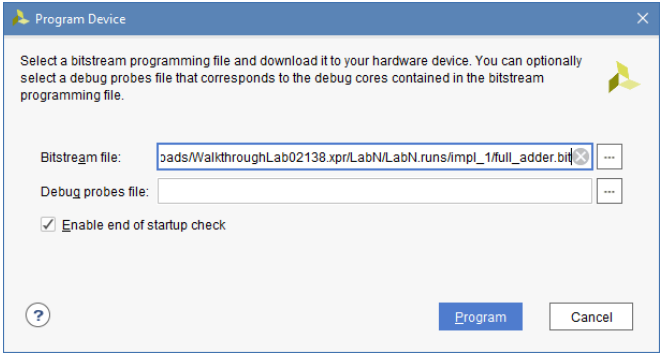 Program Device
Select a bitstream programming file and download it to your hardware device. You can optionally
select a debug probes file that corresponds to the debug cores contained in the bitstream
programming file.
Bitstream file: oads/WalkthroughLab02138.xpr/LabN/LabN.runs/impl_1/full_adder.bit ...
Debug probes file: ...
Enable end of startup check
? Program Cancel